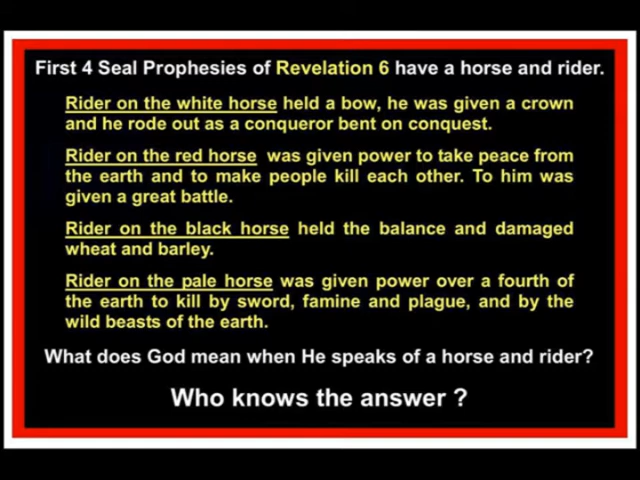 First 4 Seal Prophesies of Revelation 6 have a horse and rider.
Rider on the white horse held a bow, he was given a crown
and he rode out as a conqueror bent on conquest.
Rider on the red horse was given power to take peace from
the earth and to make people kill each other. To him was
given a great battle.
Rider on the black horse held the balance and damaged
wheat and barley.
Rider on the pale horse was given power over a fourth of
the earth to kill by sword, famine and plague, and by the
wild beasts of the earth.
What does God mean when He speaks of a horse and rider?
Who knows the answer ?